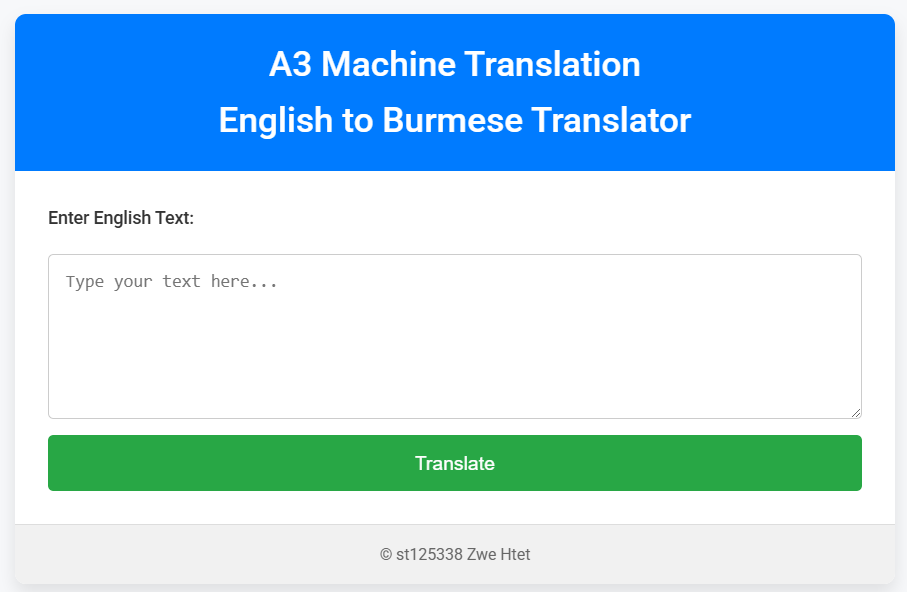 A3 Machine Translation
English to Burmese Translator
Enter English Text:
Type your text here...
Translate
© st125338 Zwe Htet